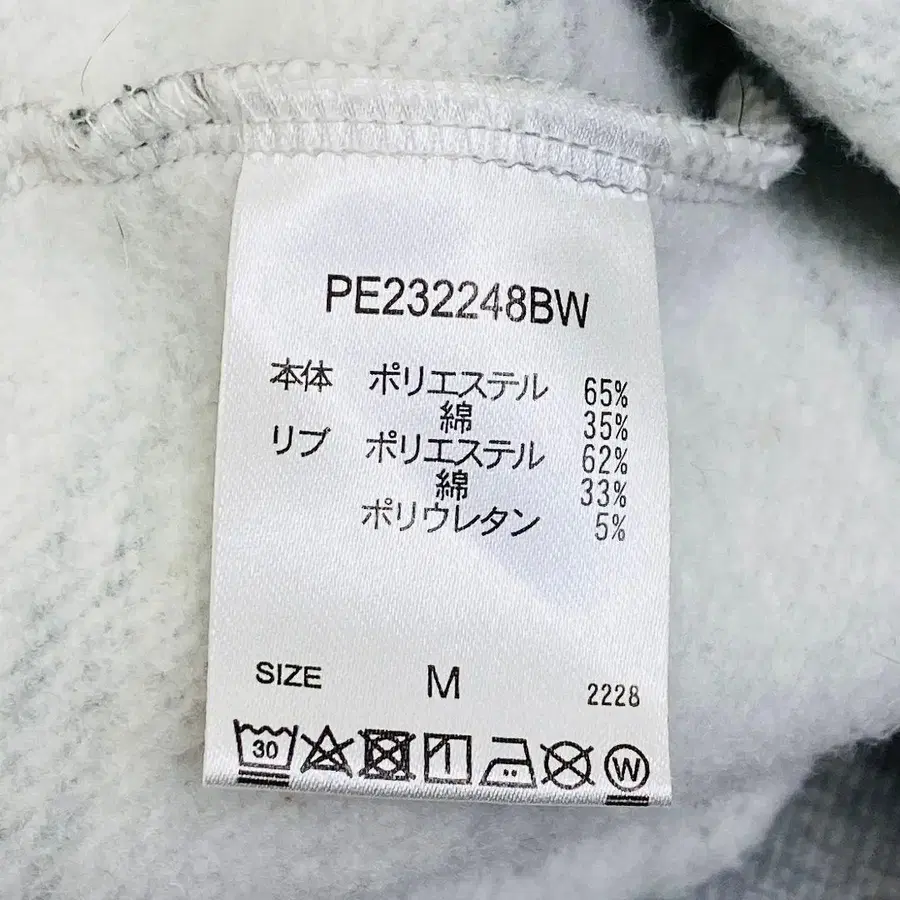 PE232248BW
本体 ポリエステル 65%
綿 35%
リブ ポリエステル 62%
綿 33%
ポリウレタン 5%
SIZE M 2228
30 W